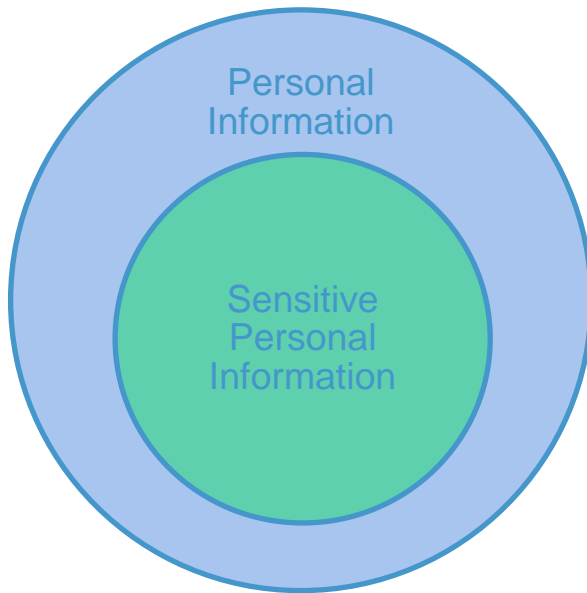 Personal
Information
Sensitive
Personal
Information